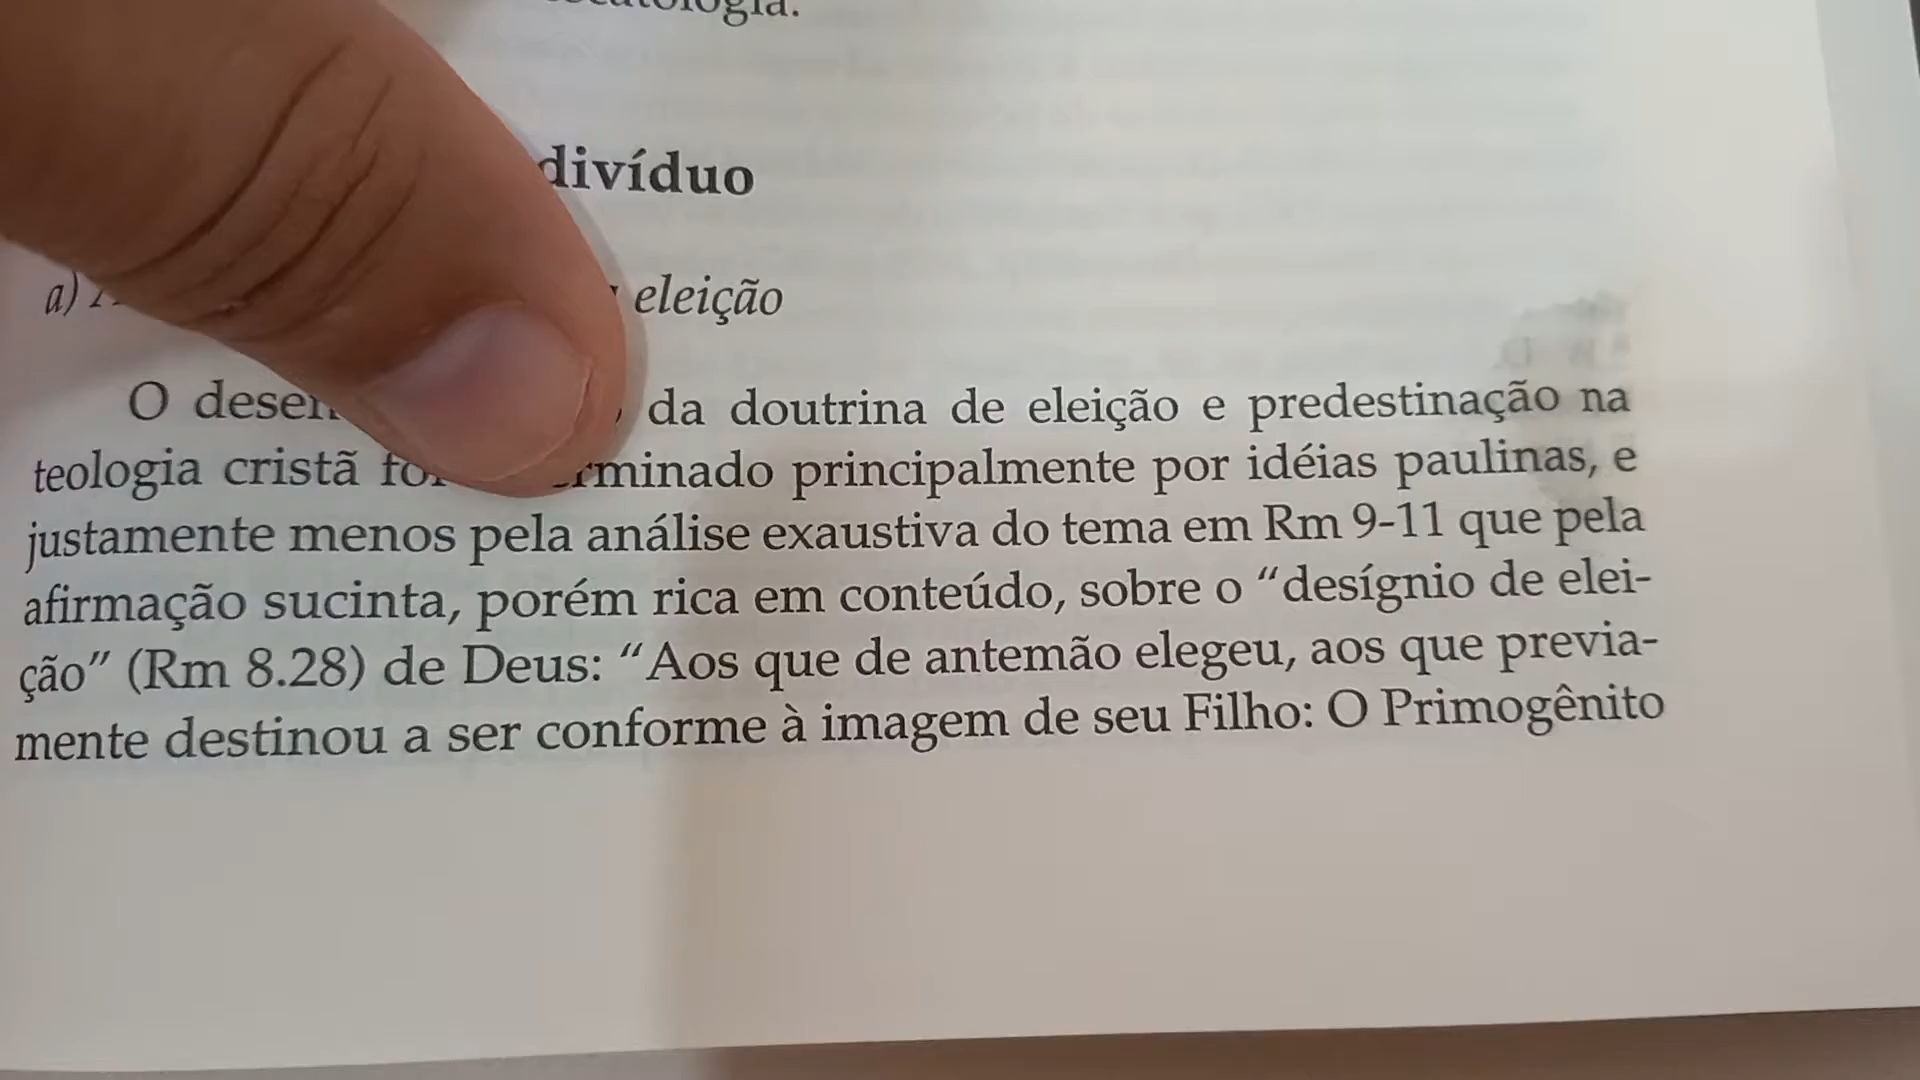 divíduo
a) eleição
O da doutrina de eleição e predestinação na
teologia cristã principalmente por idéias paulinas, e
justamente menos pela análise exaustiva do tema em Rm 9-11 que pela
afirmação sucinta, porém rica em conteúdo, sobre o “desígnio de elei-
ção” (Rm 8.28) de Deus: “Aos que de antemão elegeu, aos que previa-
mente destinou a ser conforme à imagem de seu Filho: O Primogênito